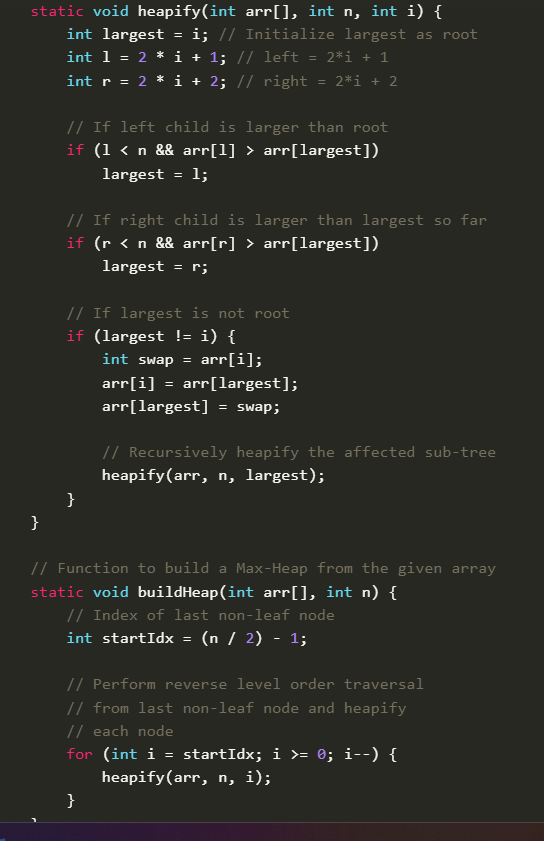 static void heapify(int arr[], int n, int i) {
    int largest = i; // Initialize largest as root
    int l = 2 * i + 1; // left = 2*i + 1
    int r = 2 * i + 2; // right = 2*i + 2

    // If left child is larger than root
    if (l < n && arr[l] > arr[largest])
        largest = l;

    // If right child is larger than largest so far
    if (r < n && arr[r] > arr[largest])
        largest = r;

    // If largest is not root
    if (largest != i) {
        int swap = arr[i];
        arr[i] = arr[largest];
        arr[largest] = swap;

        // Recursively heapify the affected sub-tree
        heapify(arr, n, largest);
    }
}

// Function to build a Max-Heap from the given array
static void buildHeap(int arr[], int n) {
    // Index of last non-leaf node
    int startIdx = (n / 2) - 1;

    // Perform reverse level order traversal
    // from last non-leaf node and heapify
    // each node
    for (int i = startIdx; i >= 0; i--) {
        heapify(arr, n, i);
    }
}